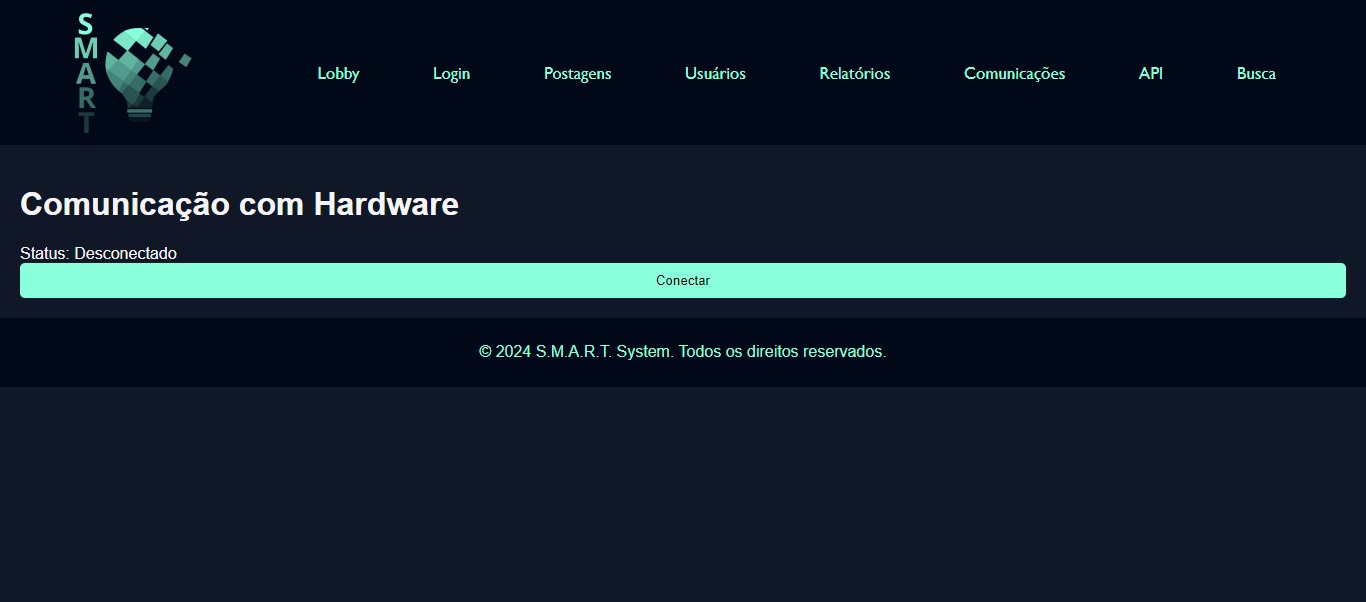 S
M
A
R
T
Lobby Login Postagens Usuários Relatórios Comunicações API Busca
Comunicação com Hardware
Status: Desconectado
Conectar
© 2024 S.M.A.R.T. System. Todos os direitos reservados.